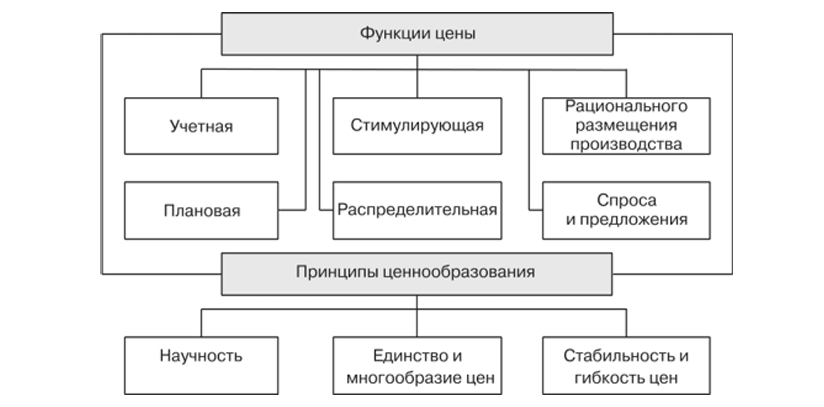 Функции цены
Учетная
Стимулирующая
Рационального
размещения
производства
Плановая
Распределительная
Спроса
и предложения
Принципы ценнообразования
Научность
Единство и
многообразие цен
Стабильность и
гибкость цен